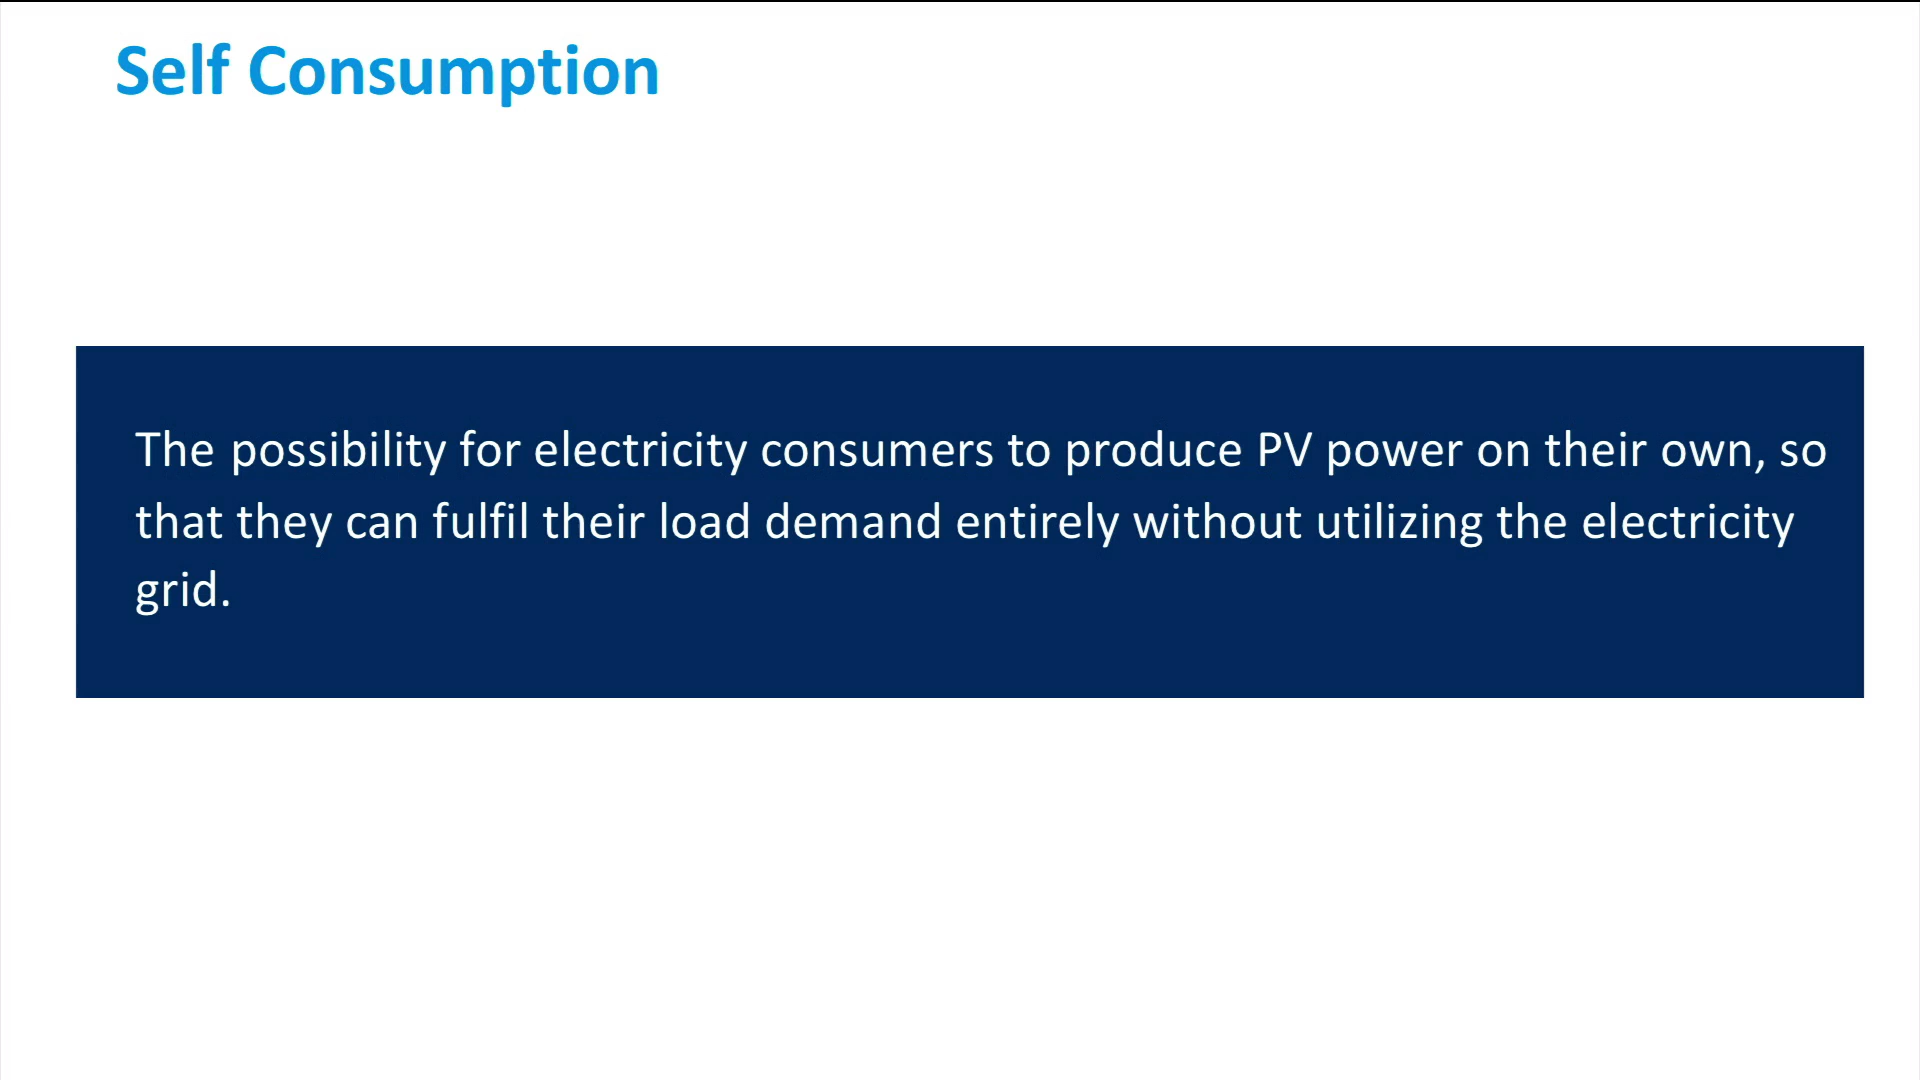 Self Consumption
The possibility for electricity consumers to produce PV power on their own, so
that they can fulfil their load demand entirely without utilizing the electricity
grid.